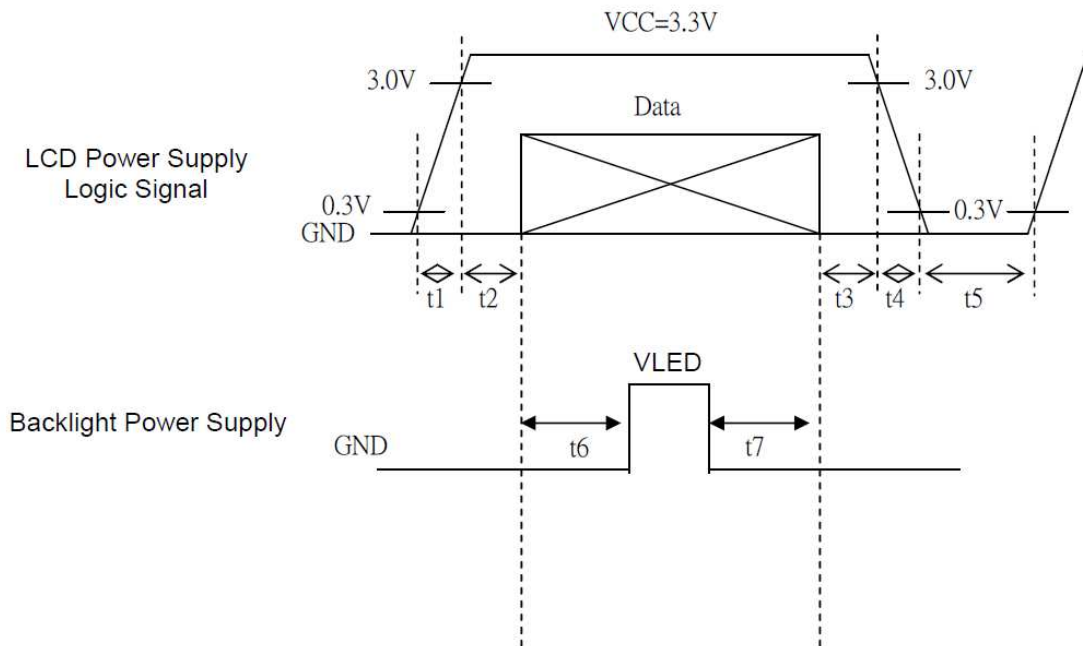 VCC=3.3V
3.0V
3.0V
Data
LCD Power Supply
Logic Signal
0.3V
0.3V
GND
t1
t2
t3
t4
t5
VLED
Backlight Power Supply
GND
t6
t7